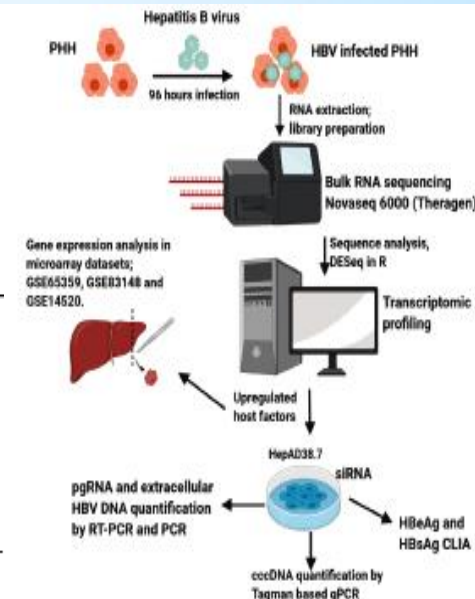 Hepatitis B virus
PHH
HBV infected PHH
96 hours infection
RNA extraction;
library preparation
Bulk RNA sequencing
Novaseq 6000 (Theragen)
Sequence analysis,
DESeq in R
Gene expression analysis in
microarray datasets;
GSE65359, GSE83148 and
GSE14520.
Transcriptomic
profiling
Upregulated
host factors
HepAD38.7
siRNA
pgRNA and extracellular
HBV DNA quantification
by RT-PCR and PCR
HBeAg and
HBsAg CLIA
cccDNA quantification by
Taqman based qPCR